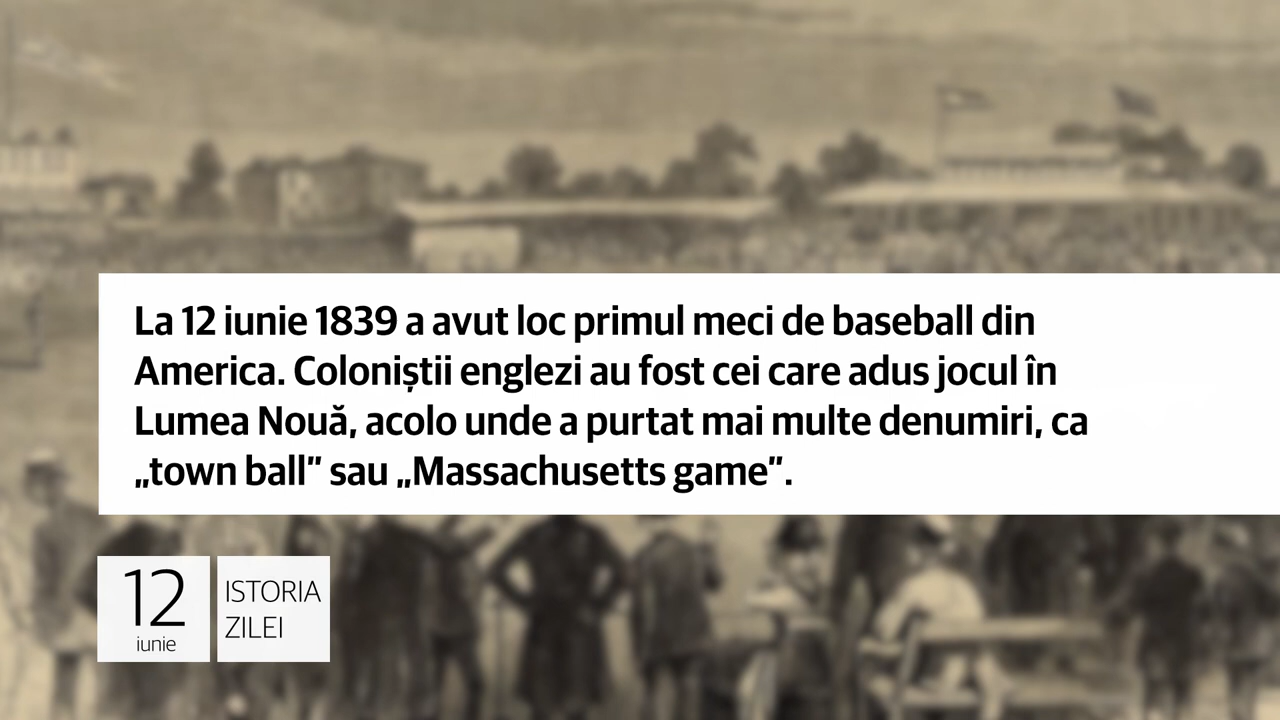 La 12 iunie 1839 a avut loc primul meci de baseball din
America. Coloniștii englezi au fost cei care adus jocul în
Lumea Nouă, acolo unde a purtat mai multe denumiri, ca
„town ball” sau „Massachusetts game”.
12
iunie
ISTORIA
ZILEI